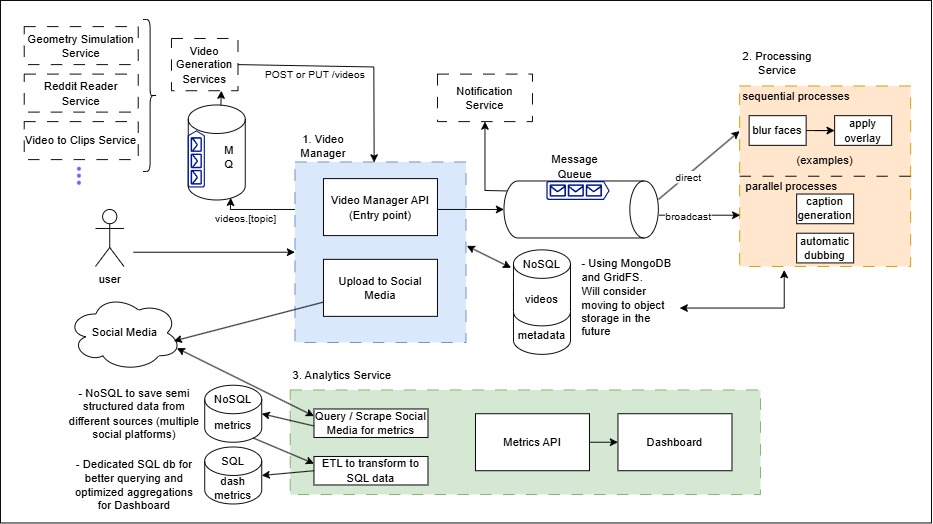 Geometry Simulation
Service
Reddit Reader
Service
Video to Clips Service
Video
Generation
Services
POST or PUT /videos
M
Q
videos.[topic]
user
1. Video
Manager
Video Manager API
(Entry point)
Upload to Social
Media
Notification
Service
Message
Queue
direct
broadcast
2. Processing
Service
sequential processes
blur faces
apply
overlay
(examples)
parallel processes
caption
generation
automatic
dubbing
NoSQL
videos
metadata
- Using MongoDB
and GridFS.
Will consider
moving to object
storage in the
future
Social Media
3. Analytics Service
- NoSQL to save semi
structured data from
different sources (multiple
social platforms)
NoSQL
metrics
Query / Scrape Social
Media for metrics
- Dedicated SQL db for
better querying and
optimized aggregations
for Dashboard
SQL
dash
metrics
ETL to transform to
SQL data
Metrics API
Dashboard